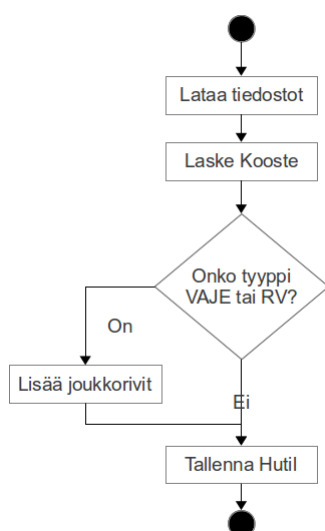 Lataa tiedostot
Laske Kooste
Onko tyyppi
VAJE tai RV?
On
Lisää joukkorivit
Ei
Tallenna Hutil